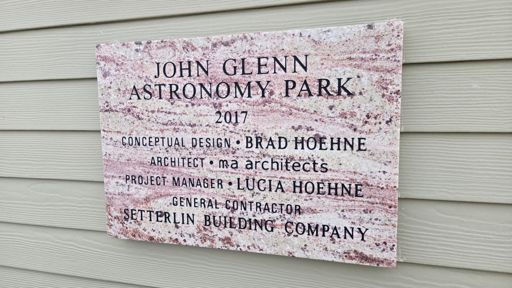 JOHN GLENN
ASTRONOMY PARK
2017
CONCEPTUAL DESIGN • BRAD HOEHNE
ARCHITECT • ma architects
PROJECT MANAGER • LUCIA HOEHNE
GENERAL CONTRACTOR
SETTERLIN BUILDING COMPANY